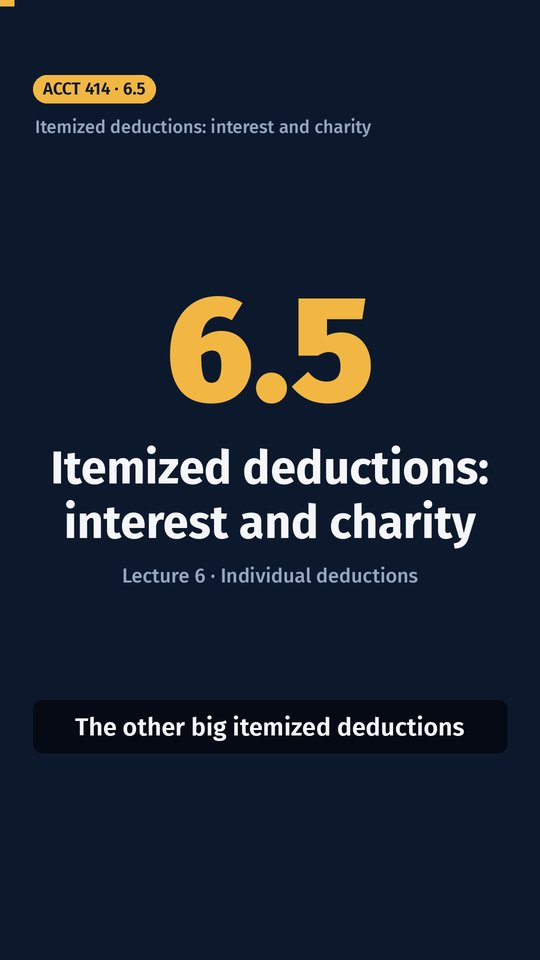 ACCT 414 · 6.5
Itemized deductions: interest and charity
6.5
Itemized deductions:
interest and charity
Lecture 6 · Individual deductions
The other big itemized deductions